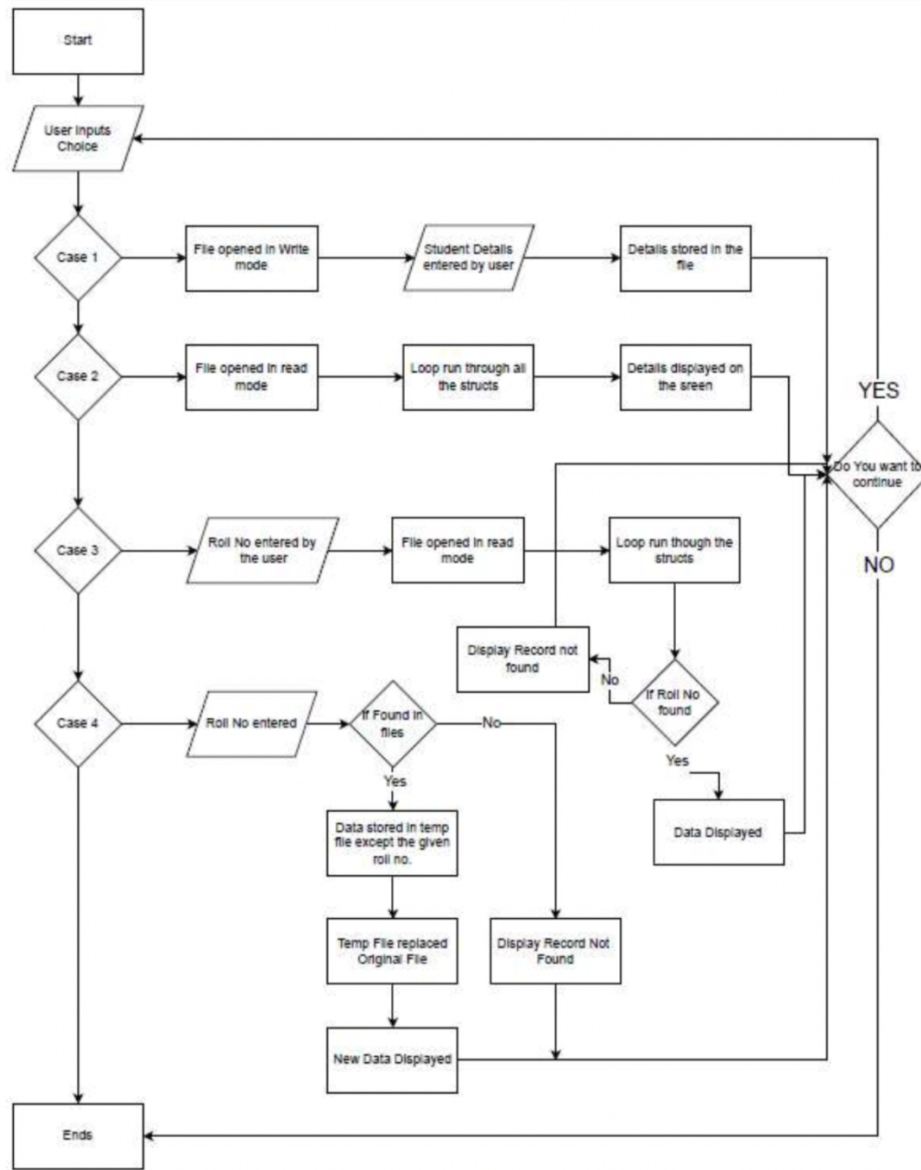 Start
User Inputs
Choice
Case 1
File opened in Write
mode
Student Details
entered by user
Details stored in the
file
Case 2
File opened in read
mode
Loop run through all
the structs
Details displayed on
the sreen
YES
Do You want to
continue
NO
Case 3
Roll No entered by
the user
File opened in read
mode
Loop run though the
structs
Display Record not
found
No
If Roll No
found
Yes
Data Displayed
Case 4
Roll No entered
If Found in
files
No
Yes
Data stored in temp
file except the given
roll no.
Temp File replaced
Original File
Display Record Not
Found
New Data Displayed
Ends